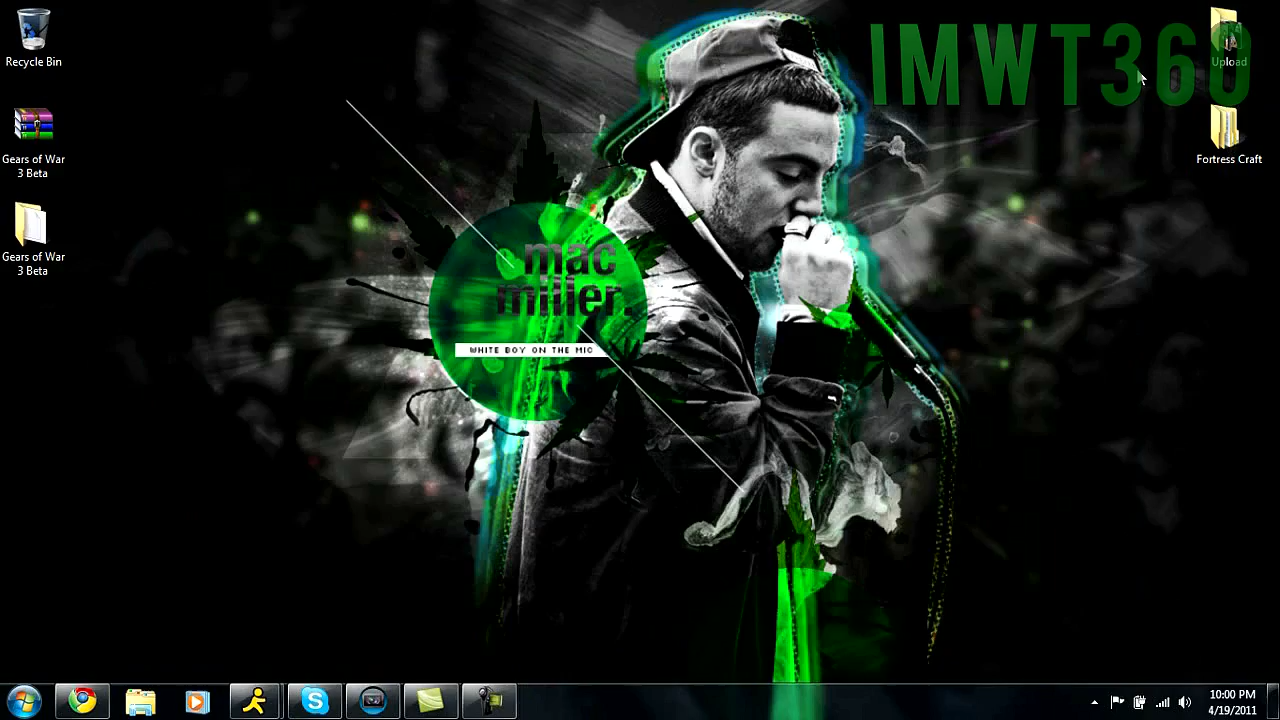 IMWT360
Recycle Bin
Upload
Gears of War
3 Beta
Fortress Craft
Gears of War
3 Beta
mac
miller.
WHITE BOY ON THE MIC
10:00 PM
4/19/2011